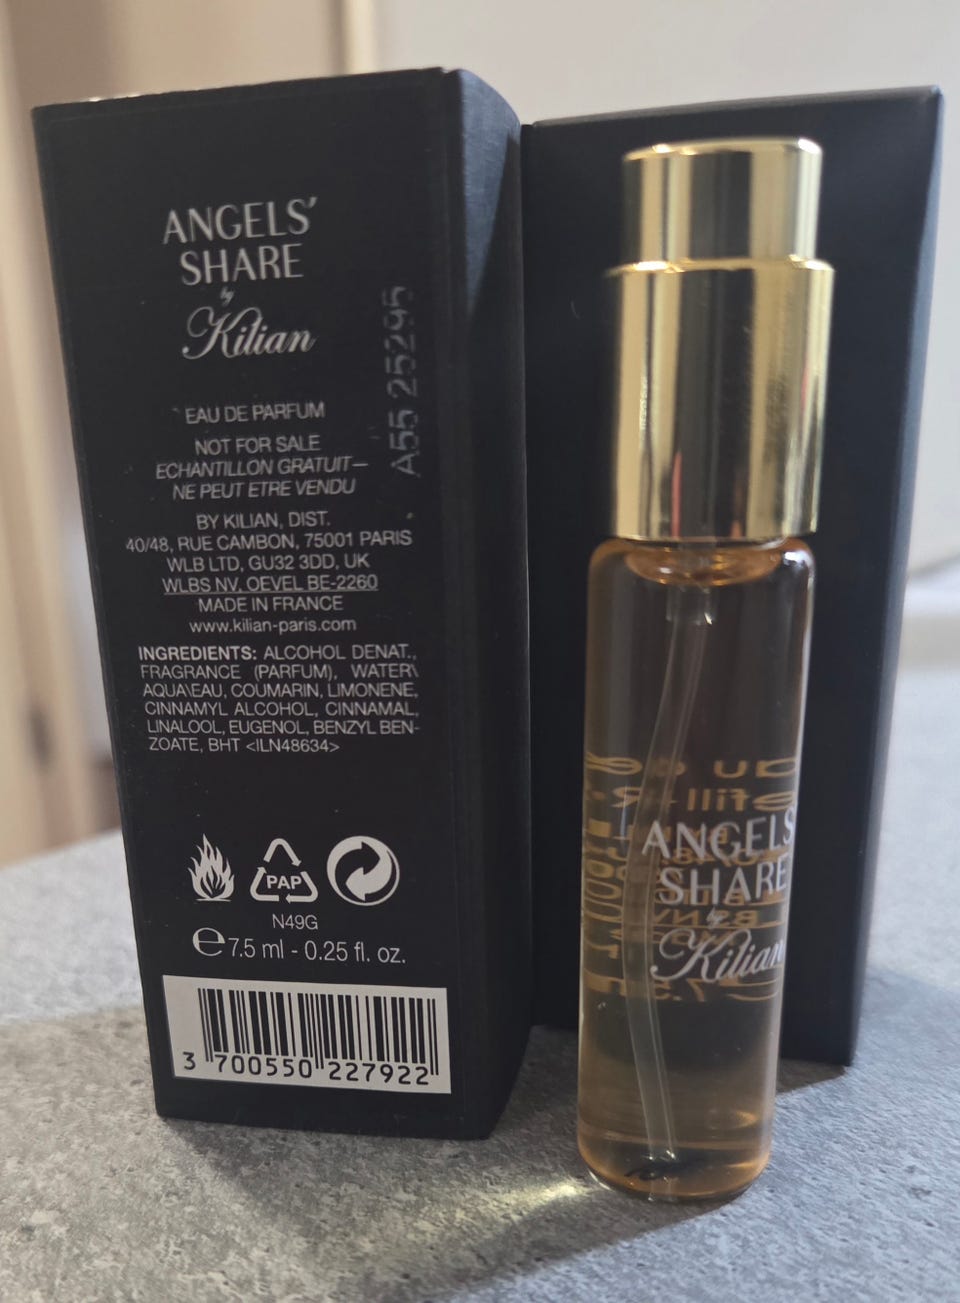 ANGELS'
SHARE
by
Kilian
EAU DE PARFUM
NOT FOR SALE
ECHANTILLON GRATUIT—
NE PEUT ETRE VENDU
BY KILIAN, DIST.
40/48, RUE CAMBON, 75001 PARIS
WLB LTD, GU32 3DD, UK
WLBS NV, OEVEL BE-2260
MADE IN FRANCE
www.kilian-paris.com
INGREDIENTS: ALCOHOL DENAT.,
FRAGRANCE (PARFUM), WATER\
AQUA\EAU, COUMARIN, LIMONENE,
CINNAMYL ALCOHOL, CINNAMAL,
LINALOOL, EUGENOL, BENZYL BEN-
ZOATE, BHT <ILN48634>
PAP
N49G
e 7.5 ml - 0.25 fl. oz.
3 700550 227922
A55 25295
ANGELS'
SHARE
by
Kilian